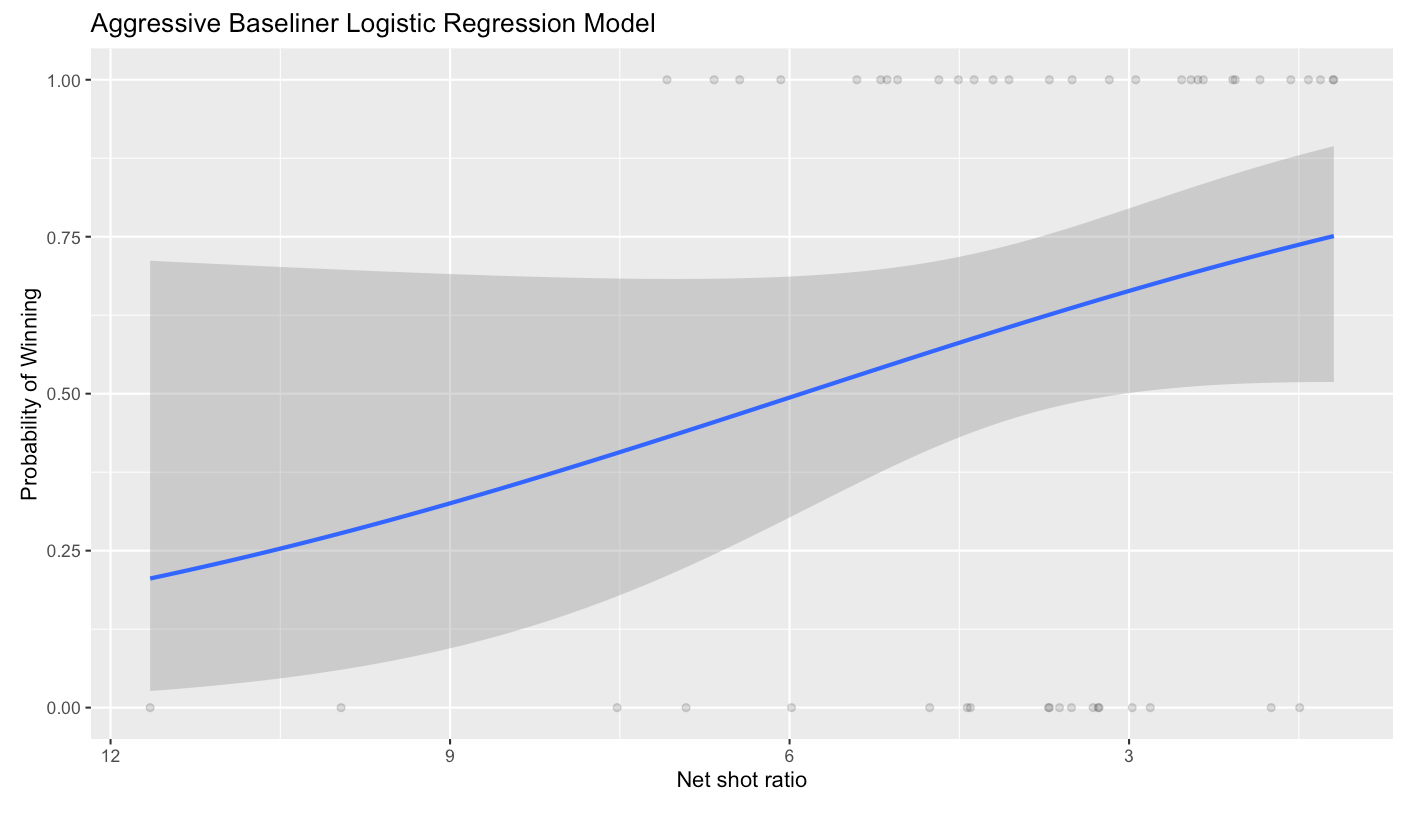 Aggressive Baseliner Logistic Regression Model
1.00
0.75
0.50
0.25
0.00
Probability of Winning
12 9 6 3
Net shot ratio